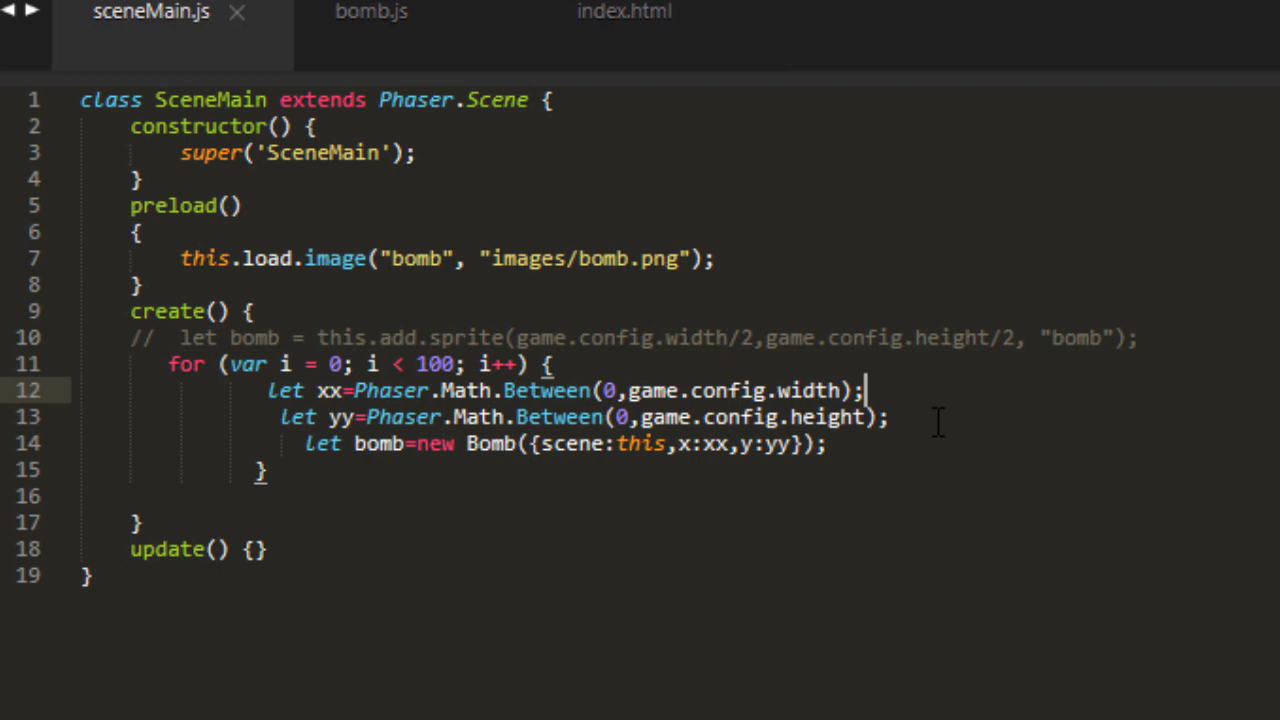 sceneMain.js × bomb.js index.html
1 class SceneMain extends Phaser.Scene {
2 constructor() {
3 super('SceneMain');
4 }
5 preload()
6 {
7 this.load.image("bomb", "images/bomb.png");
8 }
9 create() {
10 // let bomb = this.add.sprite(game.config.width/2,game.config.height/2, "bomb");
11 for (var i = 0; i < 100; i++) {
12 let xx=Phaser.Math.Between(0,game.config.width);
13 let yy=Phaser.Math.Between(0,game.config.height);
14 let bomb=new Bomb({scene:this,x:xx,y:yy});
15 }
16
17 }
18 update() {}
19 }